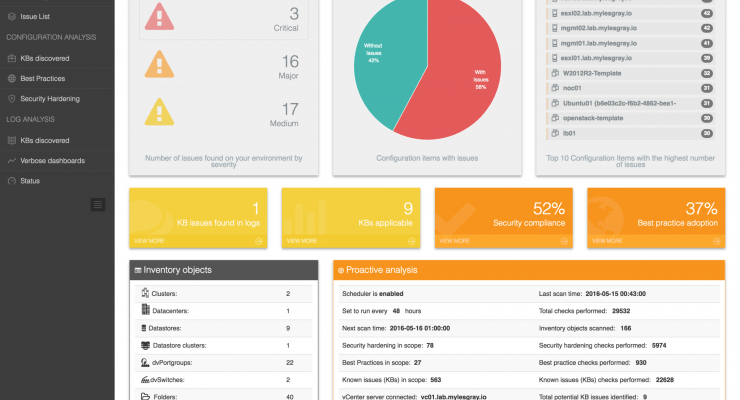 Issue List
CONFIGURATION ANALYSIS
KBs discovered
Best Practices
Security Hardening
LOG ANALYSIS
KBs discovered
Verbose dashboards
Status
3
Critical
16
Major
17
Medium
Number of issues found on your environment by
severity
Without
issues
42%
With
issues
58%
Configuration items with issues
esxi02.lab.mylesgray.io 42
mgmt02.lab.mylesgray.io 42
mgmt01.lab.mylesgray.io 41
esxi01.lab.mylesgray.io 39
W2012R2-Template 32
noc01 31
31
openstack-template 30
lb01 30
Top 10 Configuration Items with the highest number
of issues
1
KB issues found in logs
VIEW MORE
9
KBs applicable
VIEW MORE
52%
Security compliance
VIEW MORE
37%
Best practice adoption
VIEW MORE
Inventory objects
Clusters: 2
Datacenters: 1
Datastores: 9
Datastore clusters: 1
dvPortgroups: 22
dvSwitches: 2
Folders: 40
Proactive analysis
Scheduler is enabled Last scan time: 2016-05-15 00:43:00
Set to run every 48 hours Total checks performed: 29532
Next scan time: 2016-05-16 01:00:00 Inventory objects scanned: 166
Security hardening in scope: 78 Security hardening checks performed: 5974
Best Practices in scope: 27 Best practice checks performed: 930
Known issues (KBs) in scope: 563 Known issues (KBs) checks performed: 22628
vCenter server connected: vc01.lab.mylesgray.io Total potential KB issues identified: 9